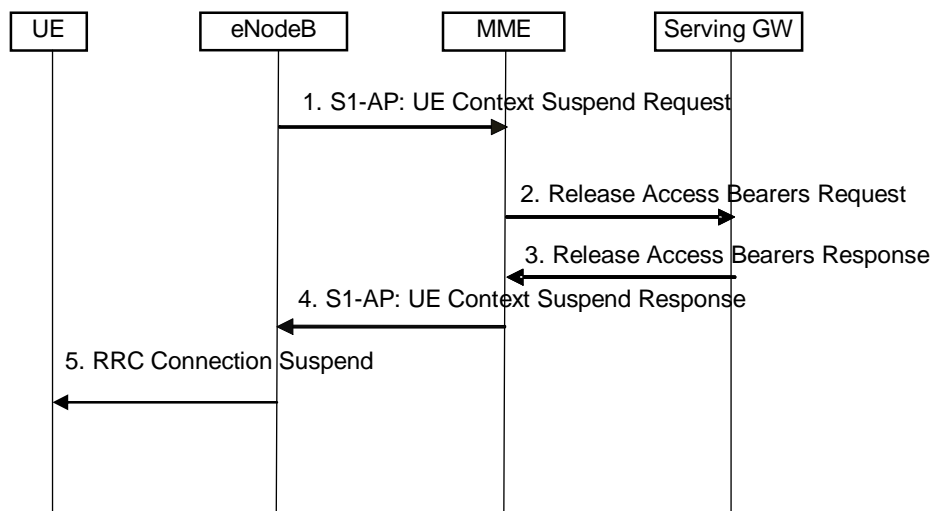 UE
eNodeB
MME
Serving GW
1. S1-AP: UE Context Suspend Request
2. Release Access Bearers Request
3. Release Access Bearers Response
4. S1-AP: UE Context Suspend Response
5. RRC Connection Suspend